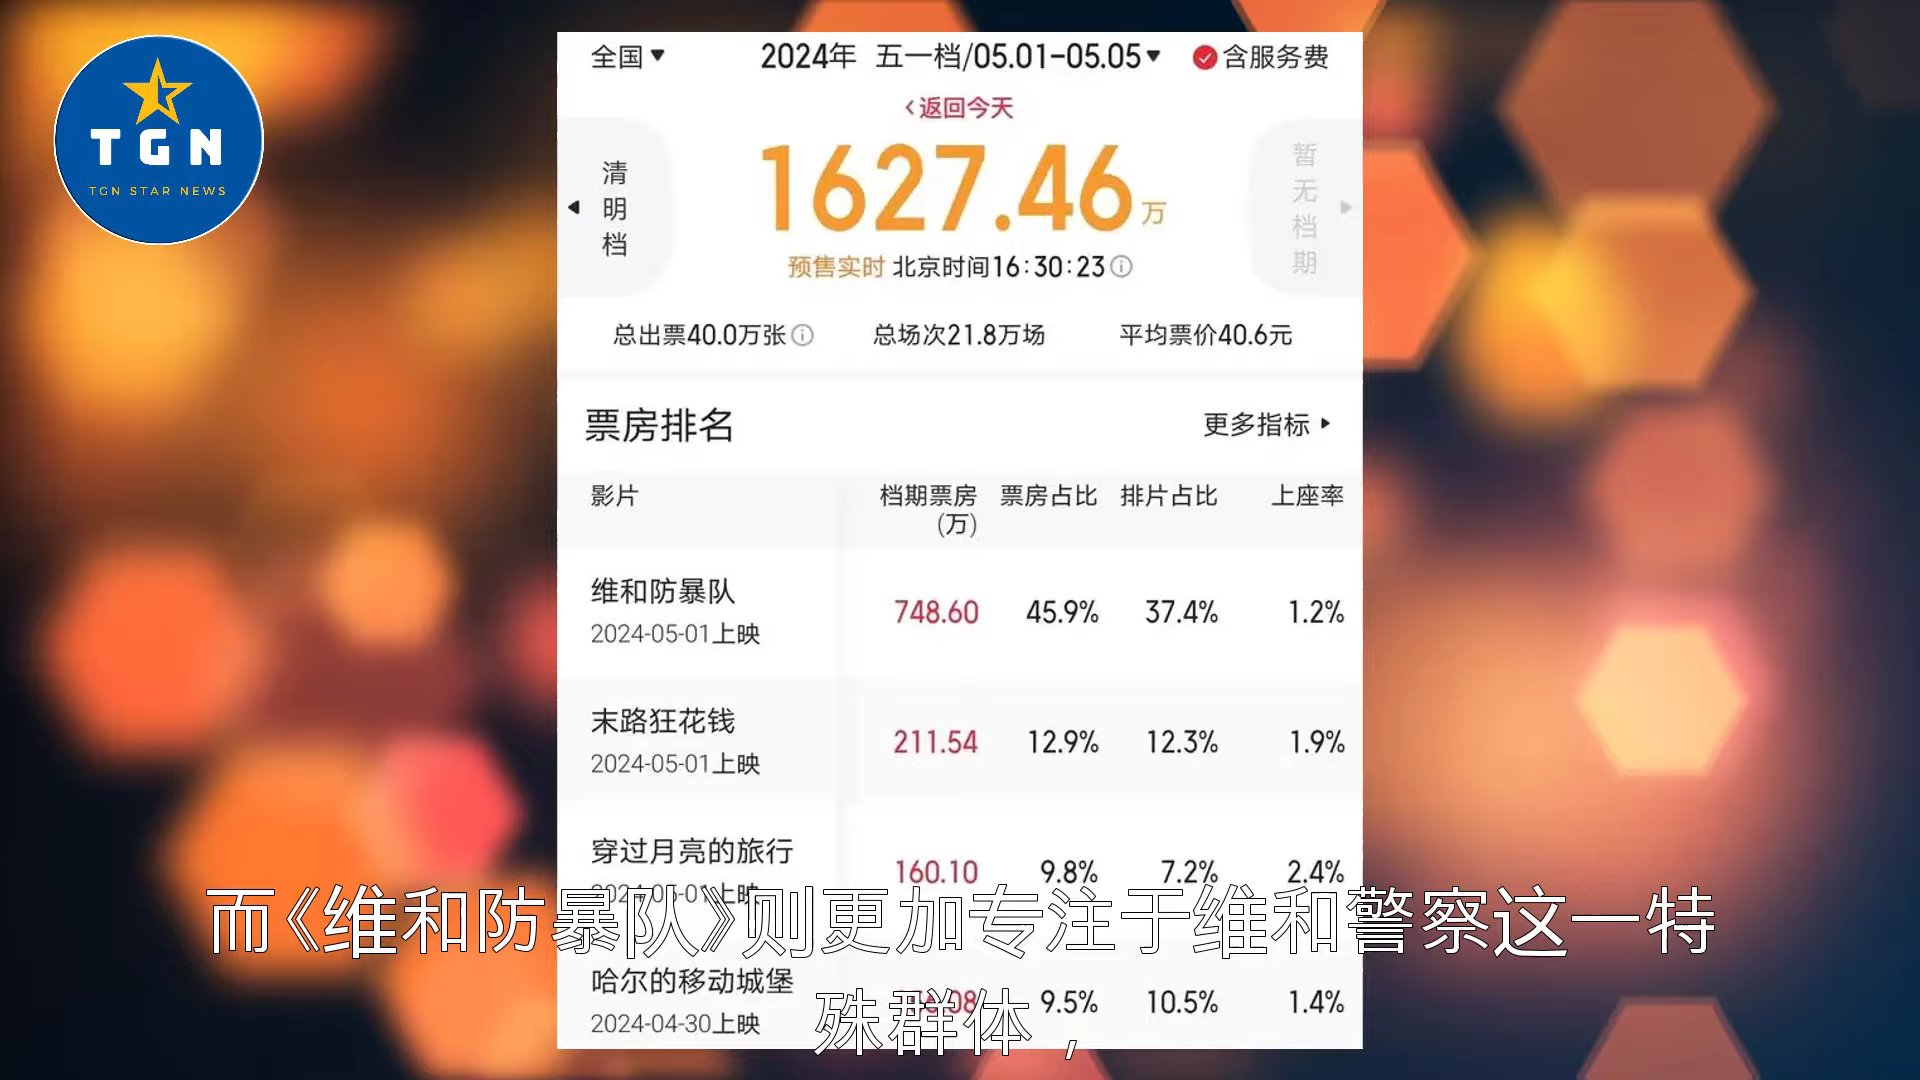 TGN
TGN STAR NEWS
全国 2024年 五一档/05.01-05.05 含服务费
返回今天
清明档
1627.46万
暂无档期
预售实时 北京时间16:30:23
总出票40.0万张 总场次21.8万场 平均票价40.6元
票房排名 更多指标
影片 档期票房(万) 票房占比 排片占比 上座率
维和防暴队 748.60 45.9% 37.4% 1.2%
2024-05-01上映
末路狂花钱 211.54 12.9% 12.3% 1.9%
2024-05-01上映
穿过月亮的旅行 160.10 9.8% 7.2% 2.4%
2024-05-01上映
而《维和防暴队》则更加专注于维和警察这一特
哈尔的移动城堡 9.5% 10.5% 1.4%
殊群体，
2024-04-30上映